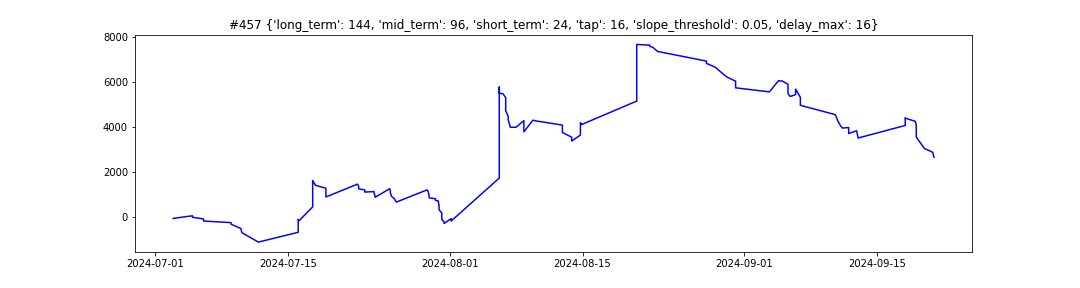 #457 {'long_term': 144, 'mid_term': 96, 'short_term': 24, 'tap': 16, 'slope_threshold': 0.05, 'delay_max': 16}
8000
6000
4000
2000
0
2024-07-01 2024-07-15 2024-08-01 2024-08-15 2024-09-01 2024-09-15